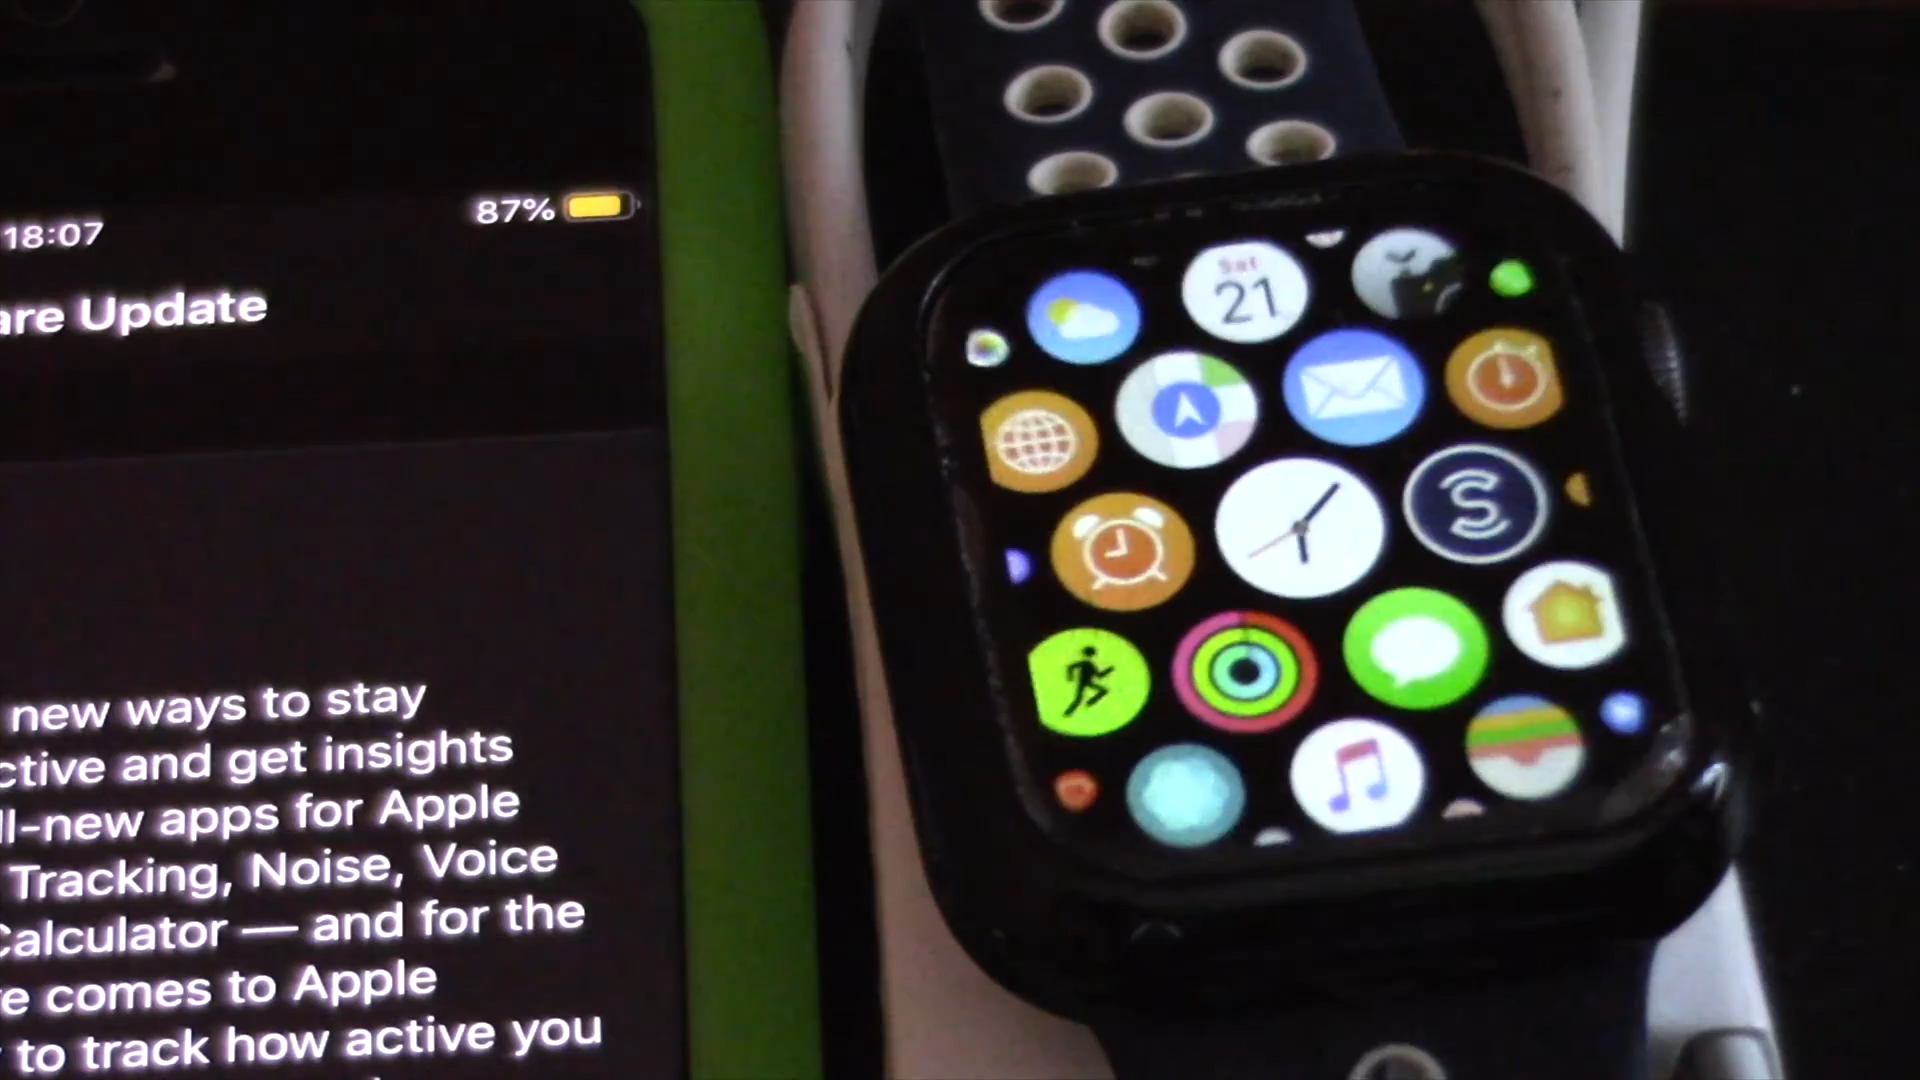 18:07
87%
are Update
new ways to stay
ctive and get insights
ll-new apps for Apple
Tracking, Noise, Voice
Calculator — and for the
e comes to Apple
to track how active you
Sat
21
S